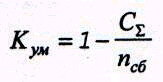 K_ум = 1 - C_Σ / n_сб